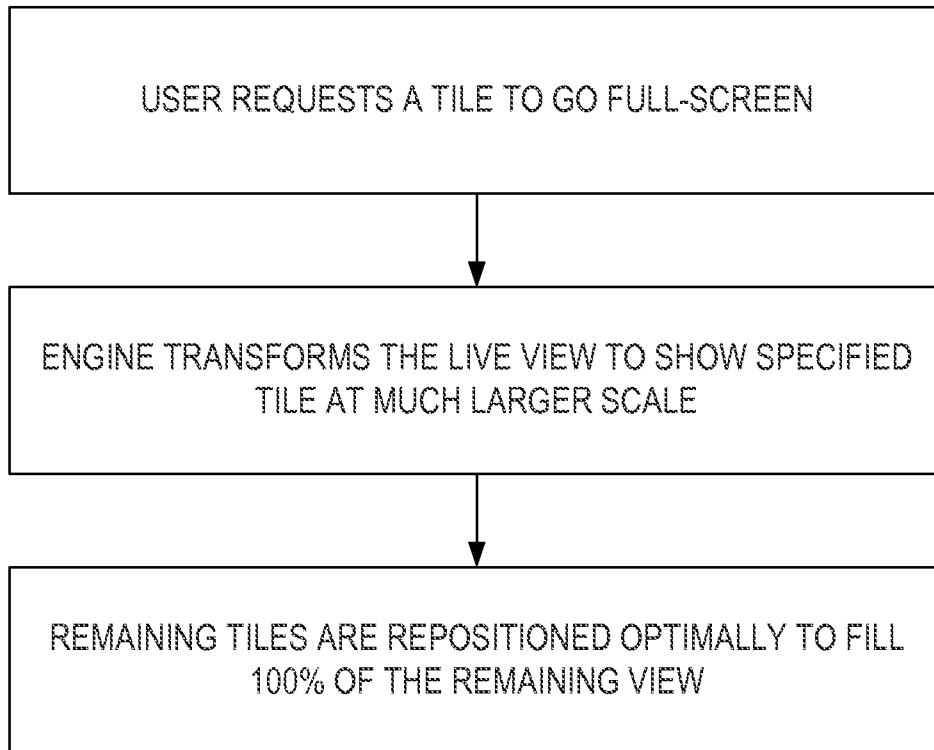 USER REQUESTS A TILE TO GO FULL-SCREEN
ENGINE TRANSFORMS THE LIVE VIEW TO SHOW SPECIFIED
TILE AT MUCH LARGER SCALE
REMAINING TILES ARE REPOSITIONED OPTIMALLY TO FILL
100% OF THE REMAINING VIEW